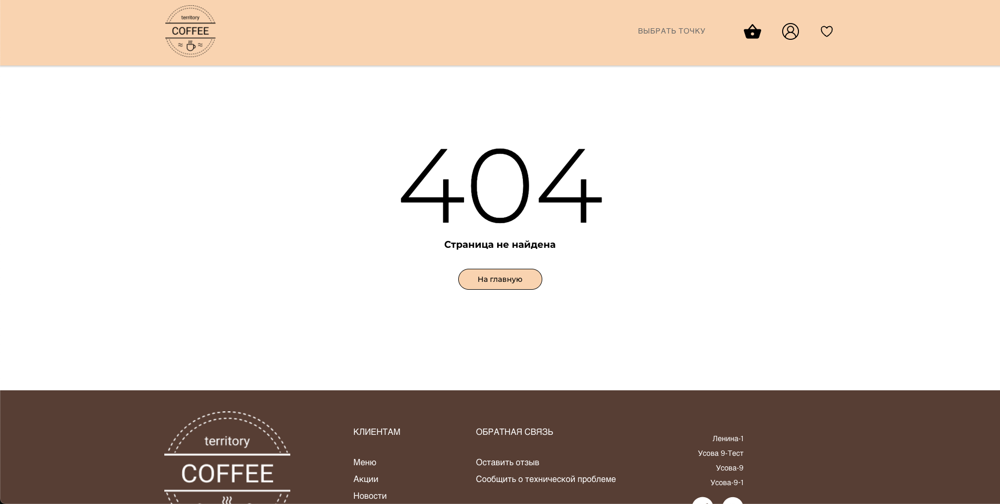 territory
COFFEE
ВЫБРАТЬ ТОЧКУ
404
Страница не найдена
На главную
territory
COFFEE
КЛИЕНТАМ
Меню
Акции
Новости
ОБРАТНАЯ СВЯЗЬ
Оставить отзыв
Сообщить о технической проблеме
Ленина-1
Усова 9-Тест
Усова-9
Усова-9-1